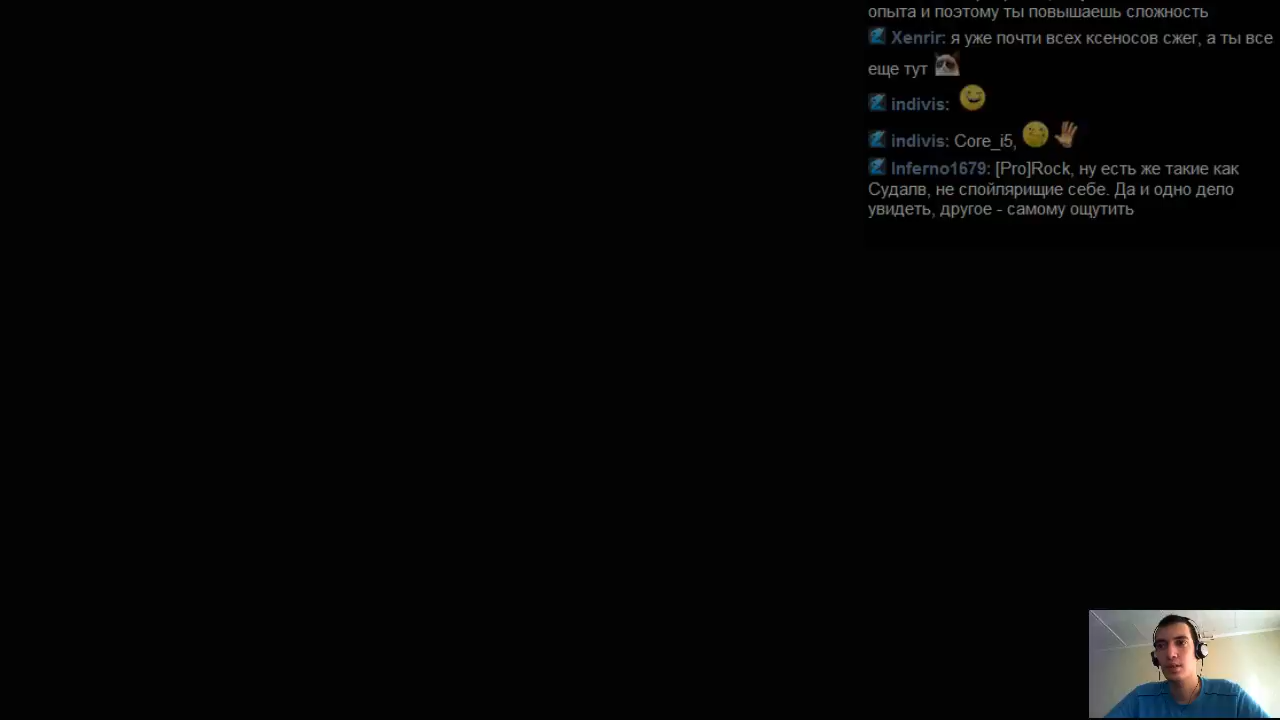 опыта и поэтому ты повышаешь сложность
Xenrir: я уже почти всех ксеносов сжег, а ты все
еще тут
indivis:
indivis: Core_i5,
Inferno1679: [Pro]Rock, ну есть же такие как
Судалв, не спойлярищие себе. Да и одно дело
увидеть, другое - самому ощутить